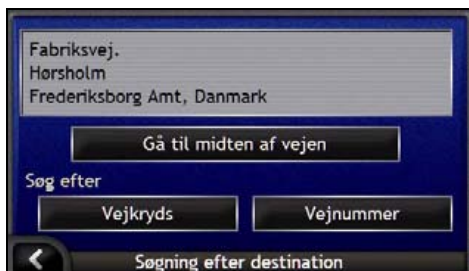 Fabriksvej.
Hørsholm
Frederiksborg Amt, Danmark
Gå til midten af vejen
Søg efter
Vejkryds Vejnummer
Søgning efter destination